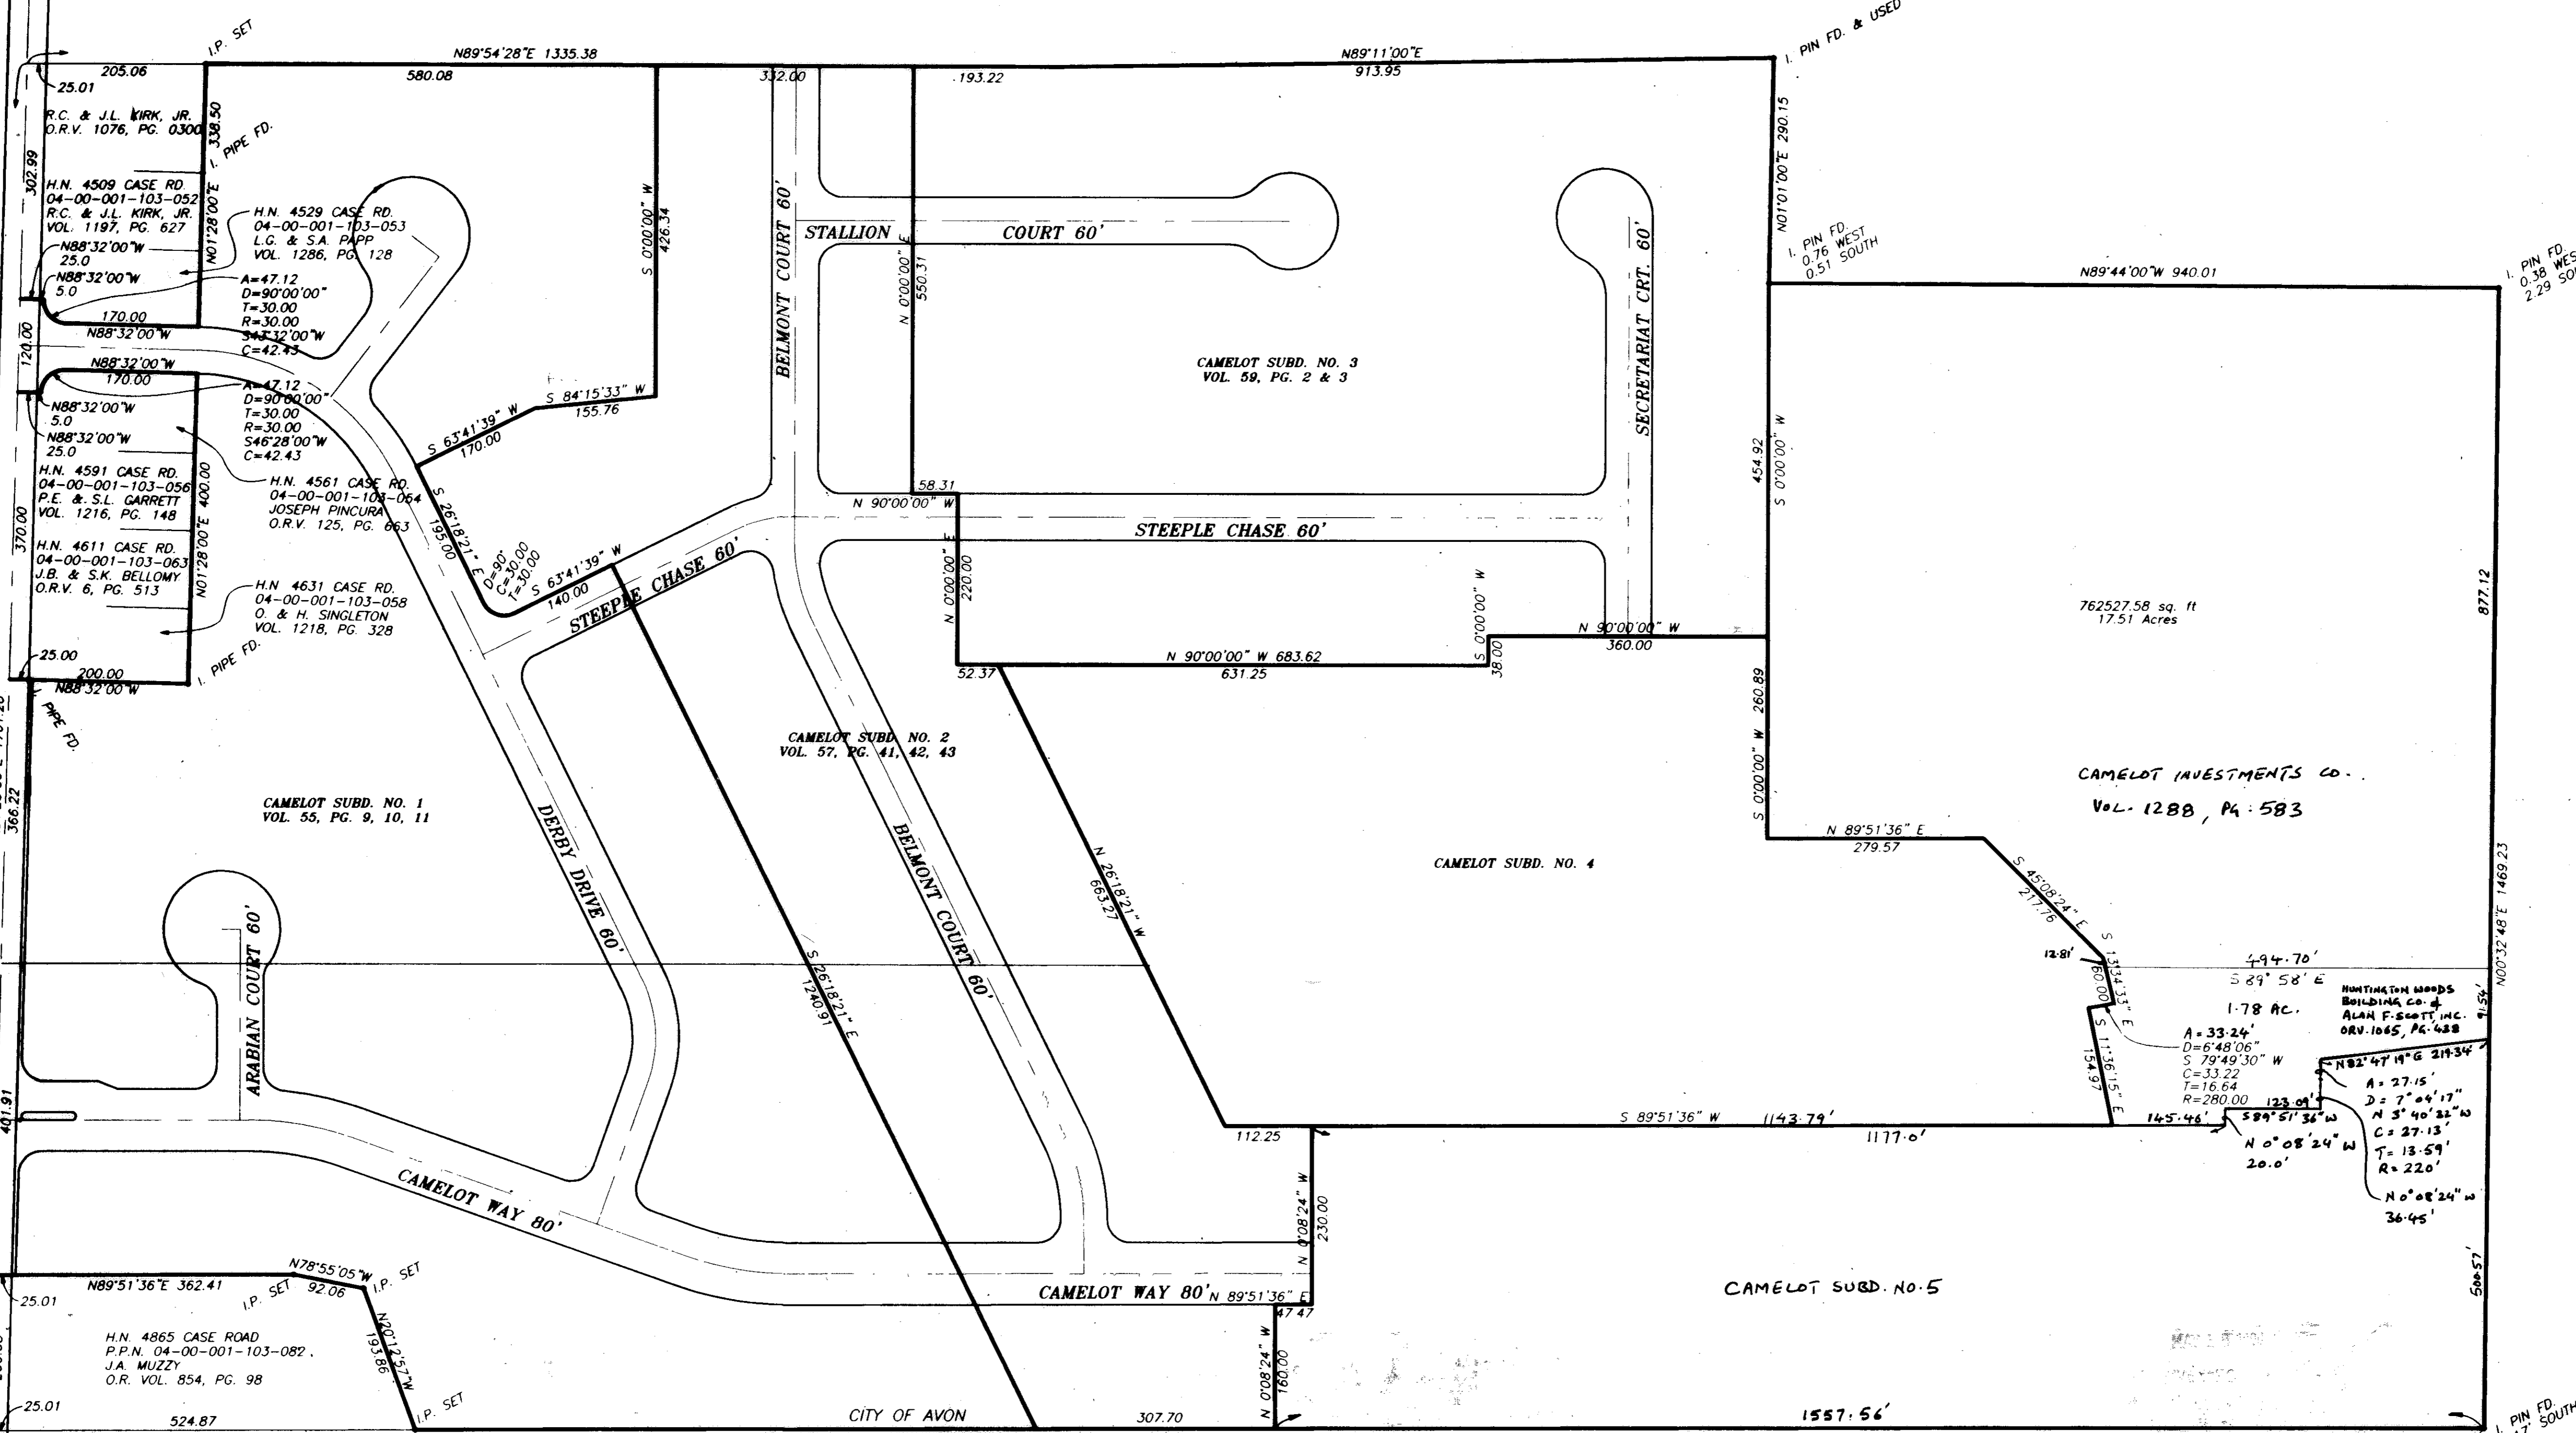 I.P. SET
N89°54'28"E 1335.38
N89°11'00"E
I. PIN FD. & USED
205.06
580.08
332.00
193.22
913.95
25.01
R.C. & J.L. KIRK, JR.
O.R.V. 1076, PG. 0300
338.50
I. PIPE FD.
N01°28'00"E
302.99
H.N. 4509 CASE RD.
04-00-001-103-052
R.C. & J.L. KIRK, JR.
VOL. 1197, PG. 627
N88°32'00"W
25.0
N88°32'00"W
5.0
H.N. 4529 CASE RD.
04-00-001-103-053
L.G. & S.A. PAPP
VOL. 1286, PG. 128
A=47.12
D=90°00'00"
T=30.00
R=30.00
S43°32'00"W
C=42.43
170.00
N88°32'00"W
120.00
N88°32'00"W
170.00
A=47.12
D=90°00'00"
T=30.00
R=30.00
S46°28'00"W
C=42.43
N88°32'00"W
5.0
N88°32'00"W
25.0
H.N. 4591 CASE RD.
04-00-001-103-056
P.E. & S.L. GARRETT
VOL. 1216, PG. 148
H.N. 4561 CASE RD.
04-00-001-103-054
JOSEPH PINCURA
O.R.V. 125, PG. 663
370.00
N01°28'00"E 400.00
H.N. 4611 CASE RD.
04-00-001-103-063
J.B. & S.K. BELLOMY
O.R.V. 6, PG. 513
H.N 4631 CASE RD.
04-00-001-103-058
O. & H. SINGLETON
VOL. 1218, PG. 328
25.00
200.00
N88°32'00"W
I. PIPE FD.
PIPE FD.
S 0°00'00" W
426.34
S 84°15'33" W
155.76
S 63°41'39" W
170.00
S 26°18'21" E
195.00
D=90°
C=30.00
T=30.00
S 63°41'39" W
140.00
STEEPLE CHASE 60'
BELMONT COURT 60'
STALLION COURT 60'
N 0°00'00" E
550.31
58.31
N 90°00'00" W
N 0°00'00" E
220.00
CAMELOT SUBD. NO. 3
VOL. 59, PG. 2 & 3
SECRETARIAT CRT. 60'
STEEPLE CHASE 60'
N01°01'00"E 290.15
I. PIN FD.
0.76 WEST
0.51 SOUTH
N89°44'00"W 940.01
I. PIN FD.
0.38
2.29
454.92
S 0°00'00" W
S 0°00'00" W
38.00
N 90°00'00" W
360.00
N 90°00'00" W 683.62
52.37
631.25
762527.58 sq. ft
17.51 Acres
877.12
S 0°00'00" W 260.89
366.22
CAMELOT SUBD. NO. 1
VOL. 55, PG. 9, 10, 11
CAMELOT SUBD. NO. 2
VOL. 57, PG. 41, 42, 43
CAMELOT INVESTMENTS CO.
VOL. 1288, PG. 583
DERBY DRIVE 60'
BELMONT COURT 60'
N 26°18'21" W
663.27
CAMELOT SUBD. NO. 4
N 89°51'36" E
279.57
S 45°08'24" E
217.76
N00°32'48"E 1469.23
ARABIAN COURT 60'
S 26°18'21" E
1240.91
12.81'
S 13°34'33" E
60.00
494.70'
S 89° 58' E
1.78 AC.
HUNTINGTON WOODS
BUILDING CO. &
ALAN F. SCOTT, INC.
ORV. 1065, PG. 438
91.54'
S 11°36'15" E
154.97
A = 33.24'
D=6°48'06"
S 79°49'30" W
C=33.22
T=16.64
R=280.00
N 82° 47' 19" E 219.34'
A = 27.15'
D = 7° 04' 17"
N 3° 40' 32" W
C = 27.13'
T = 13.59'
R = 220'
N 0° 08' 24" W
36.45'
123.09'
S 89° 51' 36" W
N 0° 08' 24" W
20.0'
145.46'
401.91
CAMELOT WAY 80'
S 89°51'36" W 1143.79'
112.25
1177.0'
N 0°08'24" W
230.00
CAMELOT WAY 80'
N 89°51'36" E
47.47
N 0°08'24" W
160.00
CAMELOT SUBD. NO. 5
500.57'
N89°51'36"E 362.41
25.01
I.P. SET
N78°55'05"W
92.06
I.P. SET
N20°12'57"W
193.86
H.N. 4865 CASE ROAD
P.P.N. 04-00-001-103-082
J.A. MUZZY
O.R. VOL. 854, PG. 98
25.01
524.87
I.P. SET
CITY OF AVON
307.70
1557.56'
I. PIN FD.
SOUTH